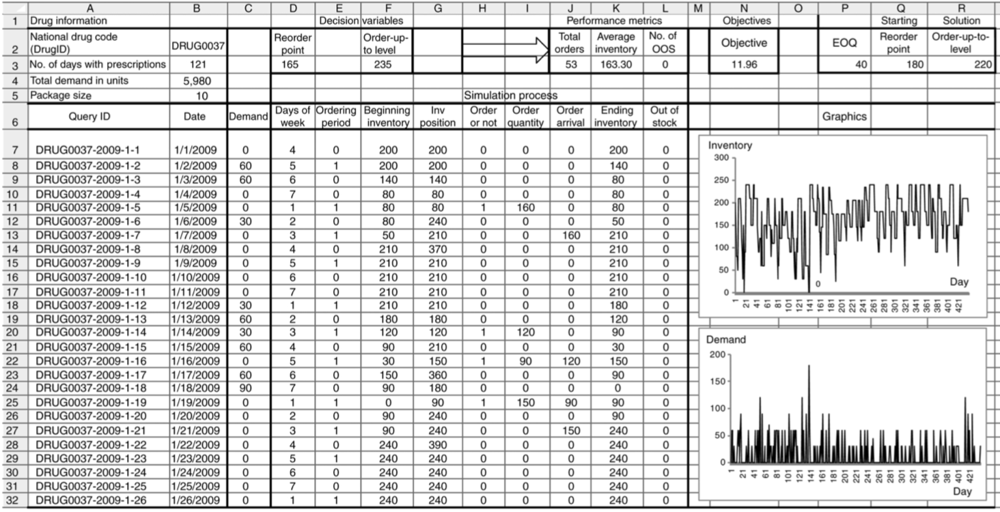 A B C D E F G H I J K L M N O P Q R
1 Drug information Decision variables Performance metrics Objectives Starting Solution
2 National drug code (DrugID) DRUG0037 Reorder point Order-up-to level Total orders Average inventory No. of OOS Objective EOQ Reorder point Order-up-to-level
3 No. of days with prescriptions 121 165 235 53 163.30 0 11.96 40 180 220
4 Total demand in units 5,980
5 Package size 10 Simulation process
6 Query ID Date Demand Days of week Ordering period Beginning inventory Inv position Order or not Order quantity Order arrival Ending inventory Out of stock Graphics
7 DRUG0037-2009-1-1 1/1/2009 0 4 0 200 200 0 0 0 200 0
8 DRUG0037-2009-1-2 1/2/2009 60 5 1 200 200 0 0 0 140 0
9 DRUG0037-2009-1-3 1/3/2009 60 6 0 140 140 0 0 0 80 0
10 DRUG0037-2009-1-4 1/4/2009 0 7 0 80 80 0 0 0 80 0
11 DRUG0037-2009-1-5 1/5/2009 0 1 1 80 80 1 160 0 80 0
12 DRUG0037-2009-1-6 1/6/2009 30 2 0 80 240 0 0 0 50 0
13 DRUG0037-2009-1-7 1/7/2009 0 3 1 50 210 0 0 160 210 0
14 DRUG0037-2009-1-8 1/8/2009 0 4 0 210 370 0 0 0 210 0
15 DRUG0037-2009-1-9 1/9/2009 0 5 1 210 210 0 0 0 210 0
16 DRUG0037-2009-1-10 1/10/2009 0 6 0 210 210 0 0 0 210 0
17 DRUG0037-2009-1-11 1/11/2009 0 7 0 210 210 0 0 0 210 0
18 DRUG0037-2009-1-12 1/12/2009 30 1 1 210 210 0 0 0 180 0
19 DRUG0037-2009-1-13 1/13/2009 60 2 0 180 180 0 0 0 120 0
20 DRUG0037-2009-1-14 1/14/2009 30 3 1 120 120 1 120 0 90 0
21 DRUG0037-2009-1-15 1/15/2009 60 4 0 90 210 0 0 0 30 0
22 DRUG0037-2009-1-16 1/16/2009 0 5 1 30 150 1 90 120 150 0
23 DRUG0037-2009-1-17 1/17/2009 60 6 0 150 360 0 0 0 90 0
24 DRUG0037-2009-1-18 1/18/2009 90 7 0 90 180 0 0 0 0 0
25 DRUG0037-2009-1-19 1/19/2009 0 1 1 0 90 1 150 90 90 0
26 DRUG0037-2009-1-20 1/20/2009 0 2 0 90 240 0 0 0 90 0
27 DRUG0037-2009-1-21 1/21/2009 0 3 1 90 240 0 0 150 240 0
28 DRUG0037-2009-1-22 1/22/2009 0 4 0 240 390 0 0 0 240 0
29 DRUG0037-2009-1-23 1/23/2009 0 5 1 240 240 0 0 0 240 0
30 DRUG0037-2009-1-24 1/24/2009 0 6 0 240 240 0 0 0 240 0
31 DRUG0037-2009-1-25 1/25/2009 0 7 0 240 240 0 0 0 240 0
32 DRUG0037-2009-1-26 1/26/2009 0 1 1 240 240 0 0 0 240 0
Inventory
300
250
200
150
100
50
0
0
Day
1 21 41 61 81 101 121 141 161 181 201 221 241 261 281 301 321 341 361 381 401 421
Demand
200
150
100
50
0
1 21 41 61 81 101 121 141 161 181 201 221 241 261 281 301 321 341 361 381 401 421
Day